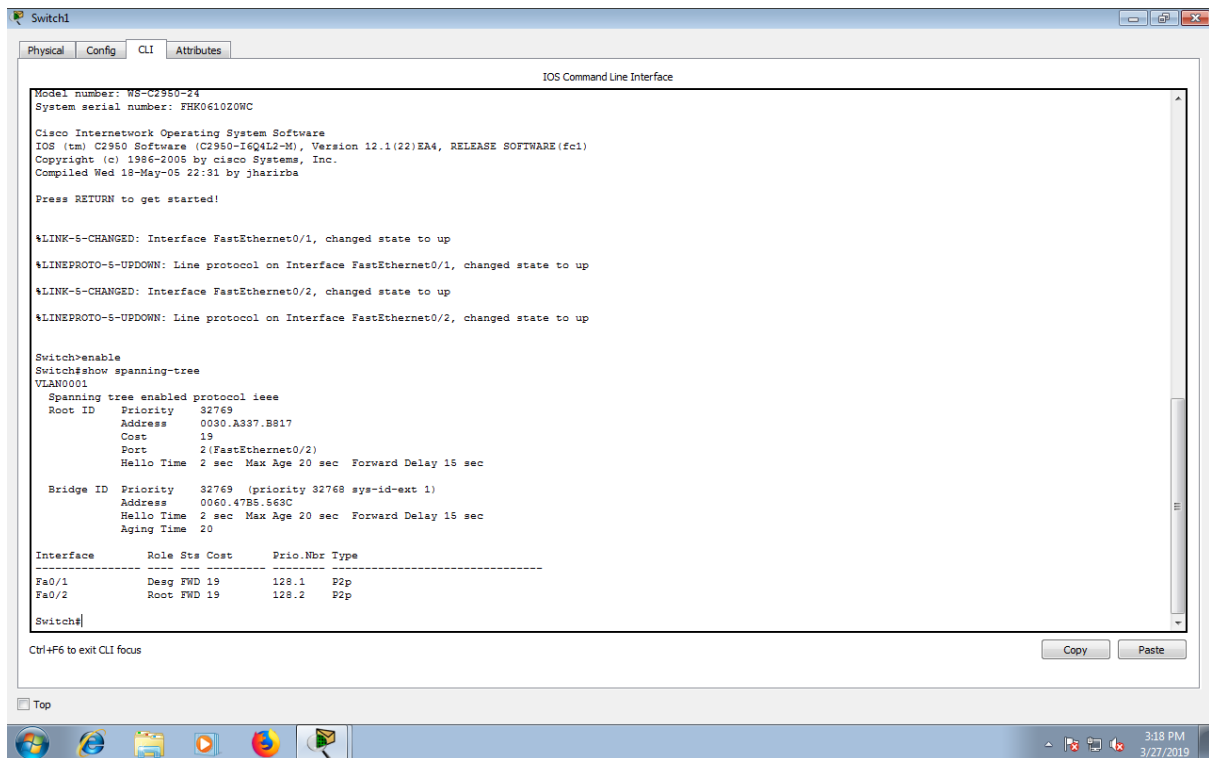 Switch1
Physical Config CLI Attributes
IOS Command Line Interface
Model number: WS-C2950-24
System serial number: FHK0610Z0WC
Cisco Internetwork Operating System Software
IOS (tm) C2950 Software (C2950-I6Q4L2-M), Version 12.1(22)EA4, RELEASE SOFTWARE(fc1)
Copyright (c) 1986-2005 by cisco Systems, Inc.
Compiled Wed 18-May-05 22:31 by jharirba
Press RETURN to get started!
%LINK-5-CHANGED: Interface FastEthernet0/1, changed state to up
%LINEPROTO-5-UPDOWN: Line protocol on Interface FastEthernet0/1, changed state to up
%LINK-5-CHANGED: Interface FastEthernet0/2, changed state to up
%LINEPROTO-5-UPDOWN: Line protocol on Interface FastEthernet0/2, changed state to up
Switch>enable
Switch#show spanning-tree
VLAN0001
Spanning tree enabled protocol ieee
Root ID Priority 32769
Address 0030.A337.B817
Cost 19
Port 2(FastEthernet0/2)
Hello Time 2 sec Max Age 20 sec Forward Delay 15 sec
Bridge ID Priority 32769 (priority 32768 sys-id-ext 1)
Address 0060.47B5.563C
Hello Time 2 sec Max Age 20 sec Forward Delay 15 sec
Aging Time 20
Interface Role Sts Cost Prio.Nbr Type
---------------- ---- --- --------- -------- --------------------------------
Fa0/1 Desg FWD 19 128.1 P2p
Fa0/2 Root FWD 19 128.2 P2p
Switch#
Ctrl+F6 to exit CLI focus
Copy Paste
Top
3:18 PM
3/27/2019